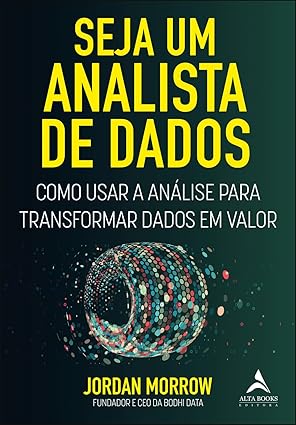 SEJA UM
ANALISTA
DE DADOS
COMO USAR A ANÁLISE PARA
TRANSFORMAR DADOS EM VALOR
JORDAN MORROW
FUNDADOR E CEO DA BODHI DATA
ALTA BOOKS
EDITORA